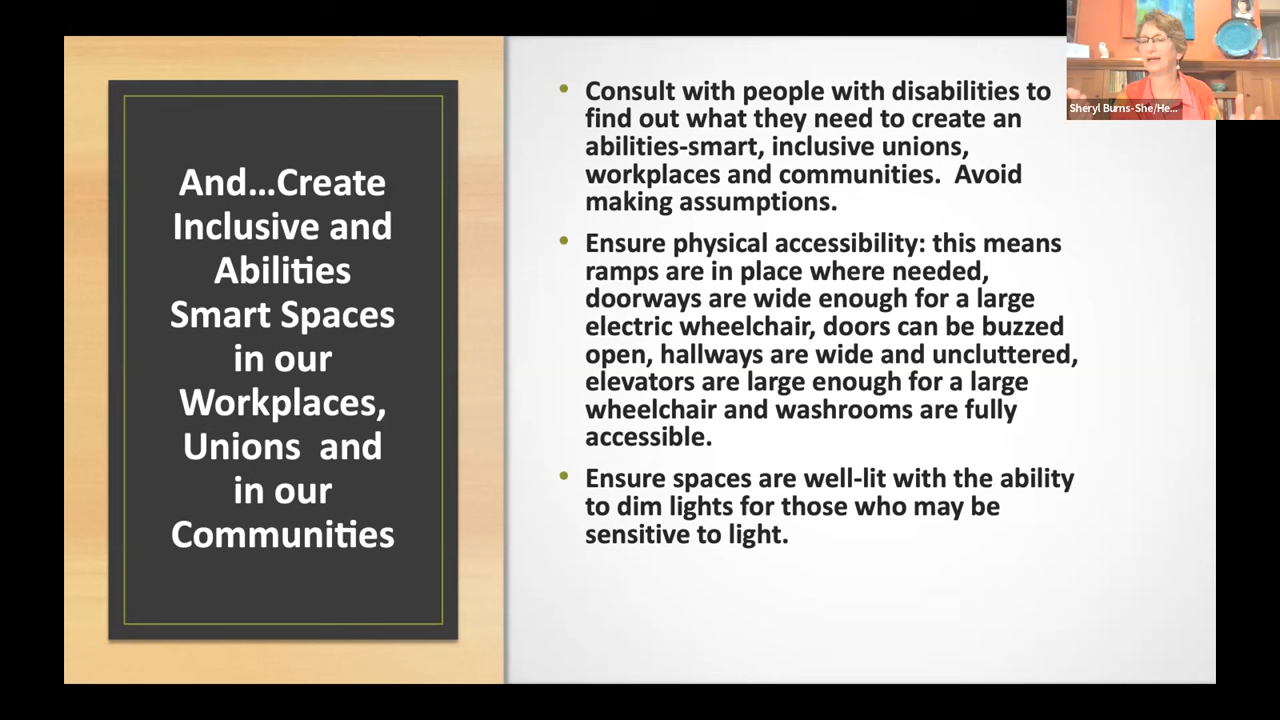 And...Create
Inclusive and
Abilities
Smart Spaces
in our
Workplaces,
Unions  and
in our
Communities
• Consult with people with disabilities to
find out what they need to create an
abilities-smart, inclusive unions,
workplaces and communities.  Avoid
making assumptions.
• Ensure physical accessibility: this means
ramps are in place where needed,
doorways are wide enough for a large
electric wheelchair, doors can be buzzed
open, hallways are wide and uncluttered,
elevators are large enough for a large
wheelchair and washrooms are fully
accessible.
• Ensure spaces are well-lit with the ability
to dim lights for those who may be
sensitive to light.
Sheryl Burns-She/He...